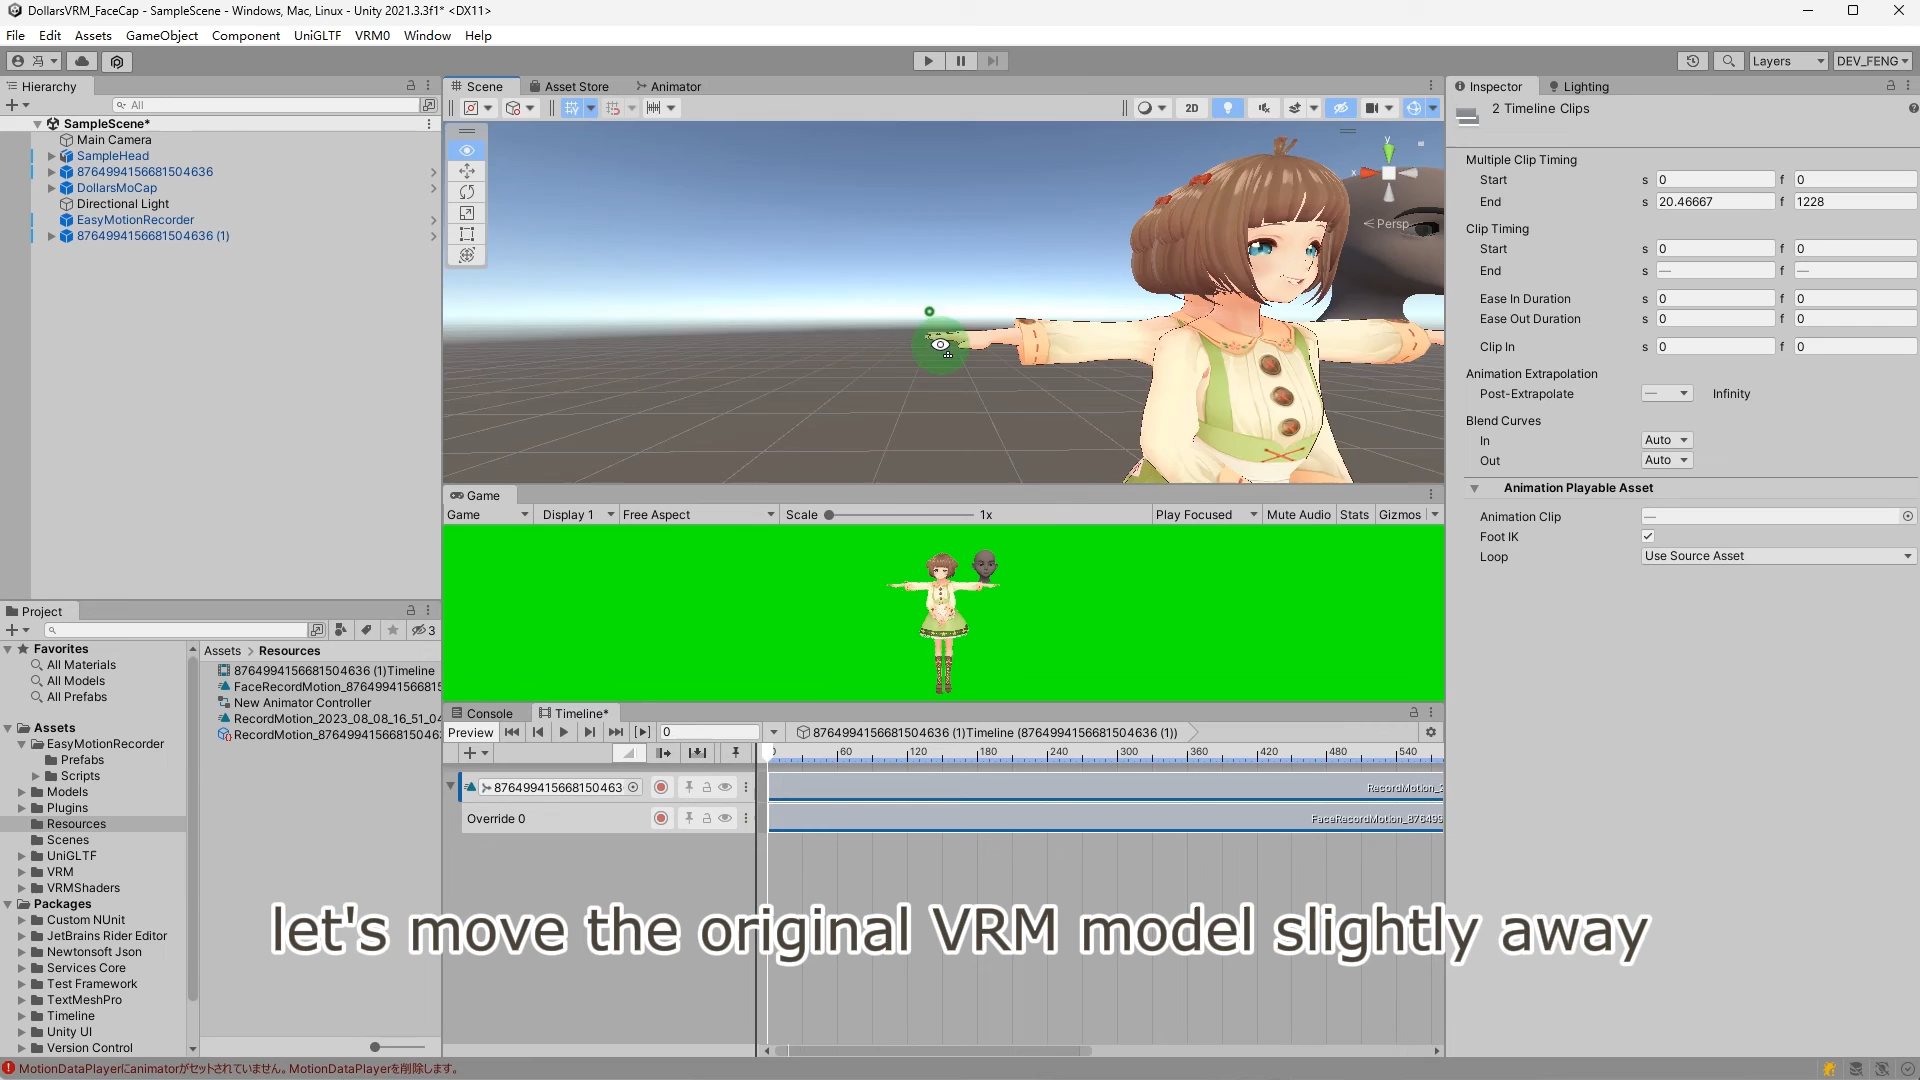 DollarsVRM_FaceCap - SampleScene - Windows, Mac, Linux - Unity 2021.3.3f1* <DX11>
File Edit Assets GameObject Component UniGLTF VRM0 Window Help
冯
Layers
DEV_FENG
Hierarchy
All
SampleScene*
Main Camera
SampleHead
8764994156681504636
DollarsMoCap
Directional Light
EasyMotionRecorder
8764994156681504636 (1)
Scene
Asset Store
Animator
2D
y
x
Persp
Game
Game
Display 1
Free Aspect
Scale
1x
Play Focused
Mute Audio
Stats
Gizmos
Inspector
Lighting
2 Timeline Clips
Multiple Clip Timing
Start s 0 f 0
End s 20.46667 f 1228
Clip Timing
Start s 0 f 0
End s — f —
Ease In Duration s 0 f 0
Ease Out Duration s 0 f 0
Clip In s 0 f 0
Animation Extrapolation
Post-Extrapolate — Infinity
Blend Curves
In Auto
Out Auto
Animation Playable Asset
Animation Clip —
Foot IK
Loop Use Source Asset
Project
3
Favorites
All Materials
All Models
All Prefabs
Assets
EasyMotionRecorder
Prefabs
Scripts
Models
Plugins
Resources
Scenes
UniGLTF
VRM
VRMShaders
Packages
Custom NUnit
JetBrains Rider Editor
Newtonsoft Json
Services Core
Test Framework
TextMeshPro
Timeline
Unity UI
Version Control
Assets > Resources
8764994156681504636 (1)Timeline
FaceRecordMotion_87649941566815
New Animator Controller
RecordMotion_2023_08_08_16_51_04
RecordMotion_876499415668150463
Console
Timeline*
Preview
0
8764994156681504636 (1)Timeline (8764994156681504636 (1))
60 120 180 240 300 360 420 480 540
876499415668150463
RecordMotion_2
Override 0
FaceRecordMotion_876499
let's move the original VRM model slightly away
MotionDataPlayerにanimatorがセットされていません。MotionDataPlayerを削除します。